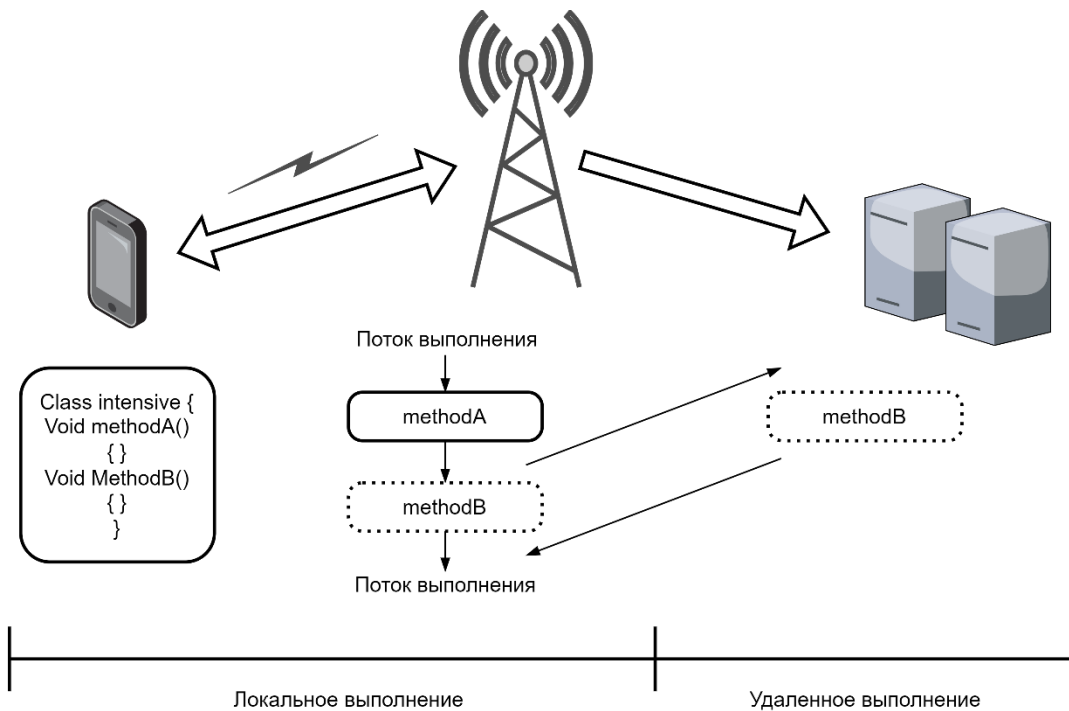 Поток выполнения
Class intensive {
Void methodA()
{ }
Void MethodB()
{ }
}
methodA
methodB
methodB
Поток выполнения
Локальное выполнение
Удаленное выполнение